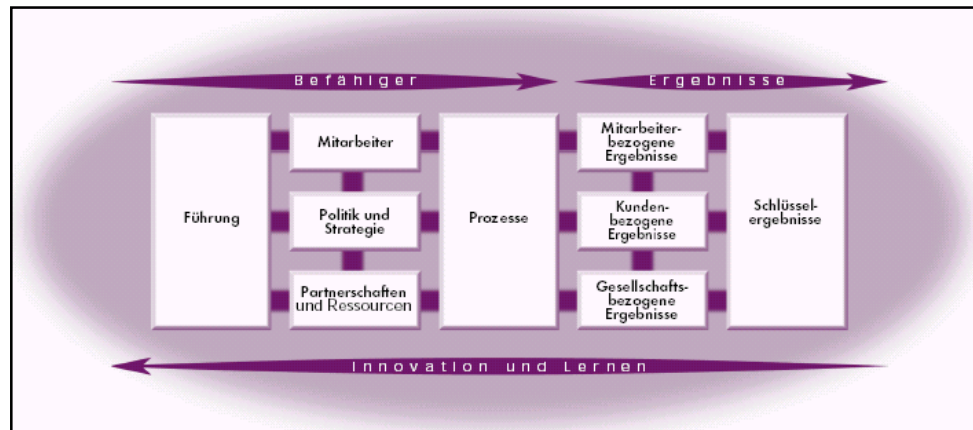 Befähiger
Ergebnisse
Führung
Mitarbeiter
Politik und
Strategie
Partnerschaften
und Ressourcen
Prozesse
Mitarbeiter-
bezogene
Ergebnisse
Kunden-
bezogene
Ergebnisse
Gesellschafts-
bezogene
Ergebnisse
Schlüssel-
ergebnisse
Innovation und Lernen